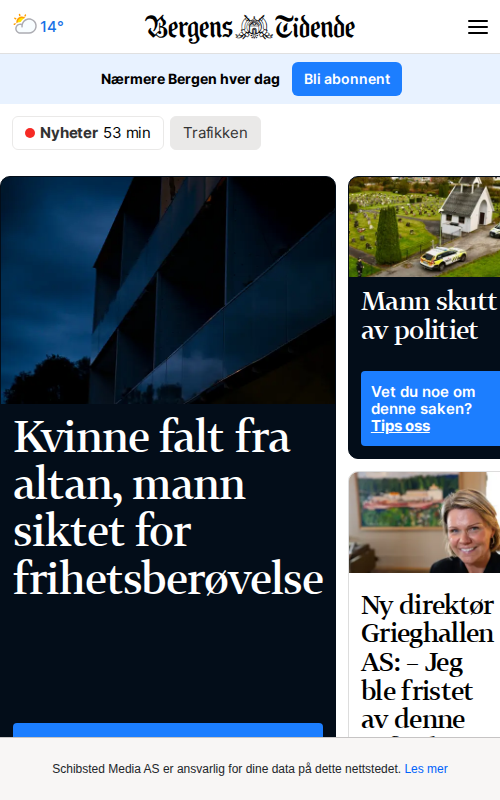 14°
Bergens Tidende
Nærmere Bergen hver dag
Bli abonnent
Nyheter 53 min
Trafikken
Kvinne falt fra
altan, mann
siktet for
frihetsberøvelse
Mann skutt
av politiet
Vet du noe om
denne saken?
Tips oss
Ny direktør
Grieghallen
AS: – Jeg
ble fristet
av denne
Schibsted Media AS er ansvarlig for dine data på dette nettstedet. Les mer